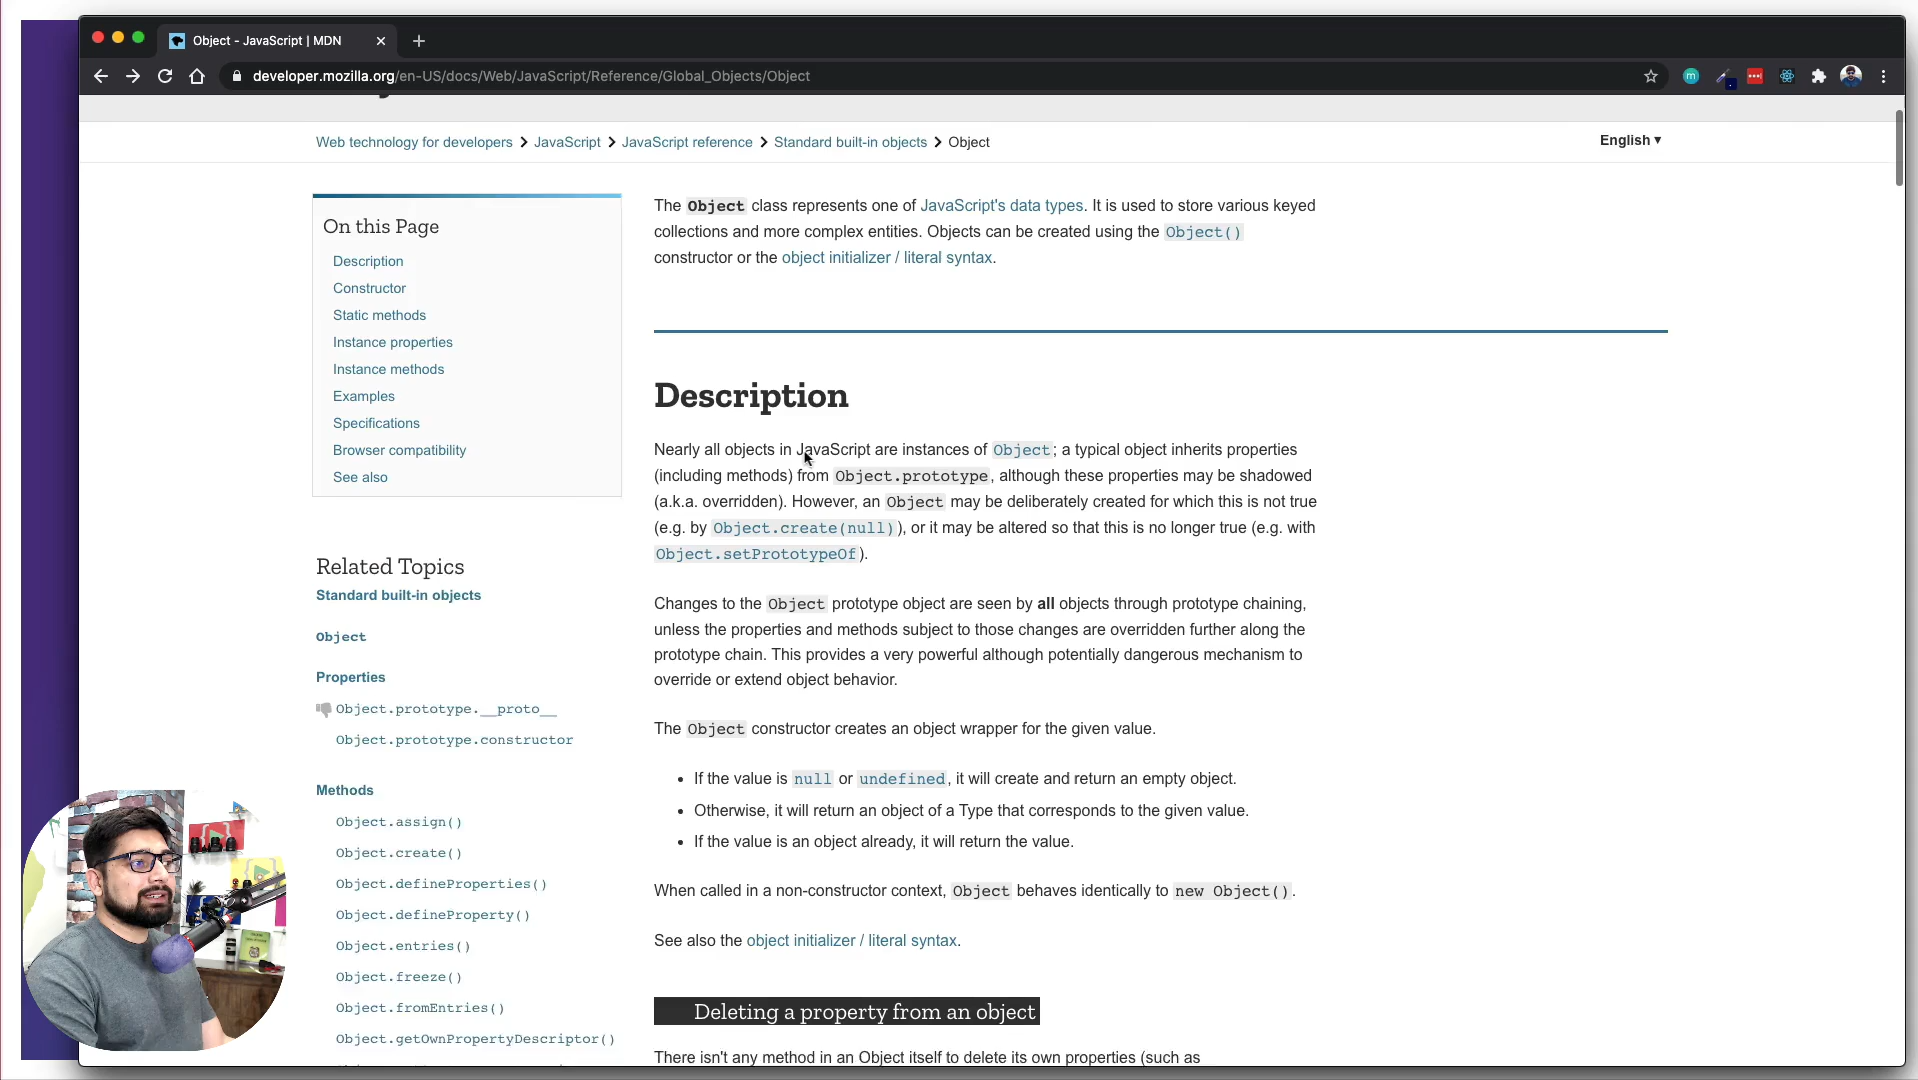 Object - JavaScript | MDN
developer.mozilla.org/en-US/docs/Web/JavaScript/Reference/Global_Objects/Object
Web technology for developers > JavaScript > JavaScript reference > Standard built-in objects > Object
English ▾
On this Page
Description
Constructor
Static methods
Instance properties
Instance methods
Examples
Specifications
Browser compatibility
See also
Related Topics
Standard built-in objects
Object
Properties
Object.prototype.__proto__
Object.prototype.constructor
Methods
Object.assign()
Object.create()
Object.defineProperties()
Object.defineProperty()
Object.entries()
Object.freeze()
Object.fromEntries()
Object.getOwnPropertyDescriptor()
The Object class represents one of JavaScript's data types. It is used to store various keyed
collections and more complex entities. Objects can be created using the Object()
constructor or the object initializer / literal syntax.
Description
Nearly all objects in JavaScript are instances of Object; a typical object inherits properties
(including methods) from Object.prototype, although these properties may be shadowed
(a.k.a. overridden). However, an Object may be deliberately created for which this is not true
(e.g. by Object.create(null)), or it may be altered so that this is no longer true (e.g. with
Object.setPrototypeOf).
Changes to the Object prototype object are seen by all objects through prototype chaining,
unless the properties and methods subject to those changes are overridden further along the
prototype chain. This provides a very powerful although potentially dangerous mechanism to
override or extend object behavior.
The Object constructor creates an object wrapper for the given value.
• If the value is null or undefined, it will create and return an empty object.
• Otherwise, it will return an object of a Type that corresponds to the given value.
• If the value is an object already, it will return the value.
When called in a non-constructor context, Object behaves identically to new Object().
See also the object initializer / literal syntax.
Deleting a property from an object
There isn't any method in an Object itself to delete its own properties (such as